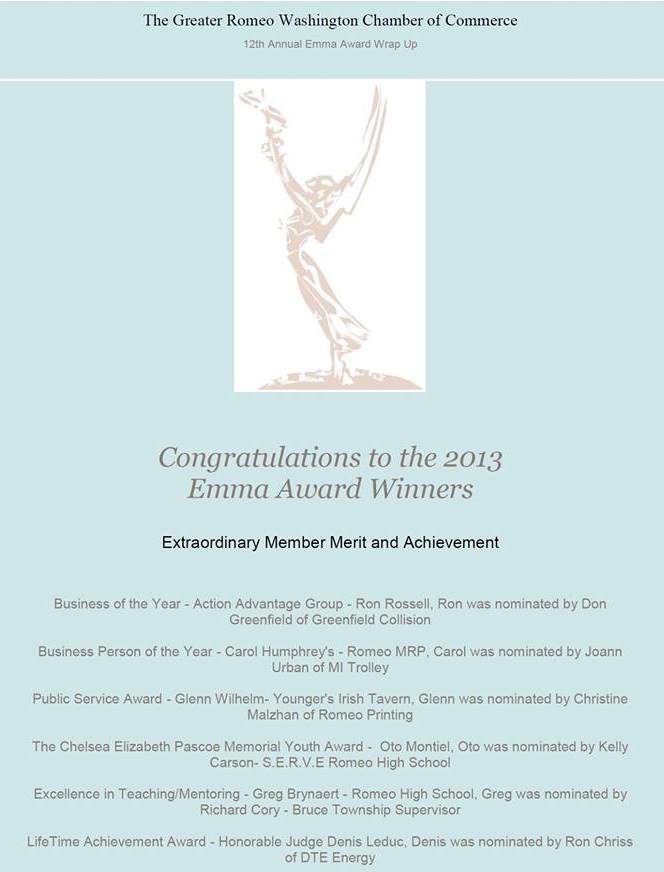 The Greater Romeo Washington Chamber of Commerce
12th Annual Emma Award Wrap Up
Congratulations to the 2013
Emma Award Winners
Extraordinary Member Merit and Achievement
Business of the Year - Action Advantage Group - Ron Rossell, Ron was nominated by Don
Greenfield of Greenfield Collision
Business Person of the Year - Carol Humphrey's - Romeo MRP, Carol was nominated by Joann
Urban of MI Trolley
Public Service Award - Glenn Wilhelm- Younger's Irish Tavern, Glenn was nominated by Christine
Malzhan of Romeo Printing
The Chelsea Elizabeth Pascoe Memorial Youth Award - Oto Montiel, Oto was nominated by Kelly
Carson- S.E.R.V.E Romeo High School
Excellence in Teaching/Mentoring - Greg Brynaert - Romeo High School, Greg was nominated by
Richard Cory - Bruce Township Supervisor
LifeTime Achievement Award - Honorable Judge Denis Leduc, Denis was nominated by Ron Chriss
of DTE Energy